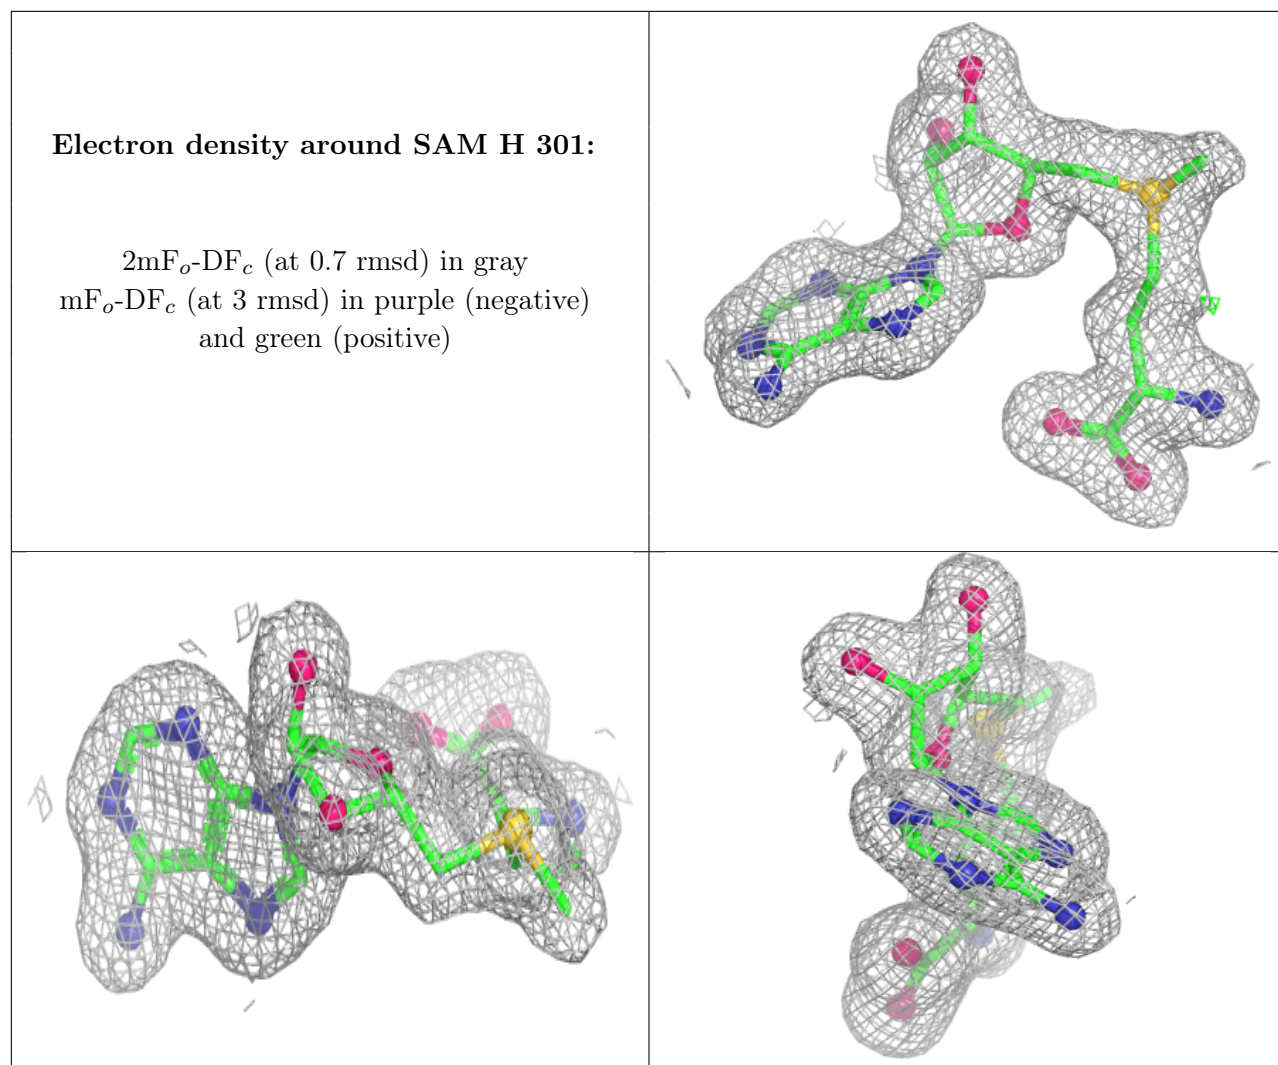 Electron density around SAM H 301:
2mFₒ-DF𝒸 (at 0.7 rmsd) in gray
mFₒ-DF𝒸 (at 3 rmsd) in purple (negative)
and green (positive)